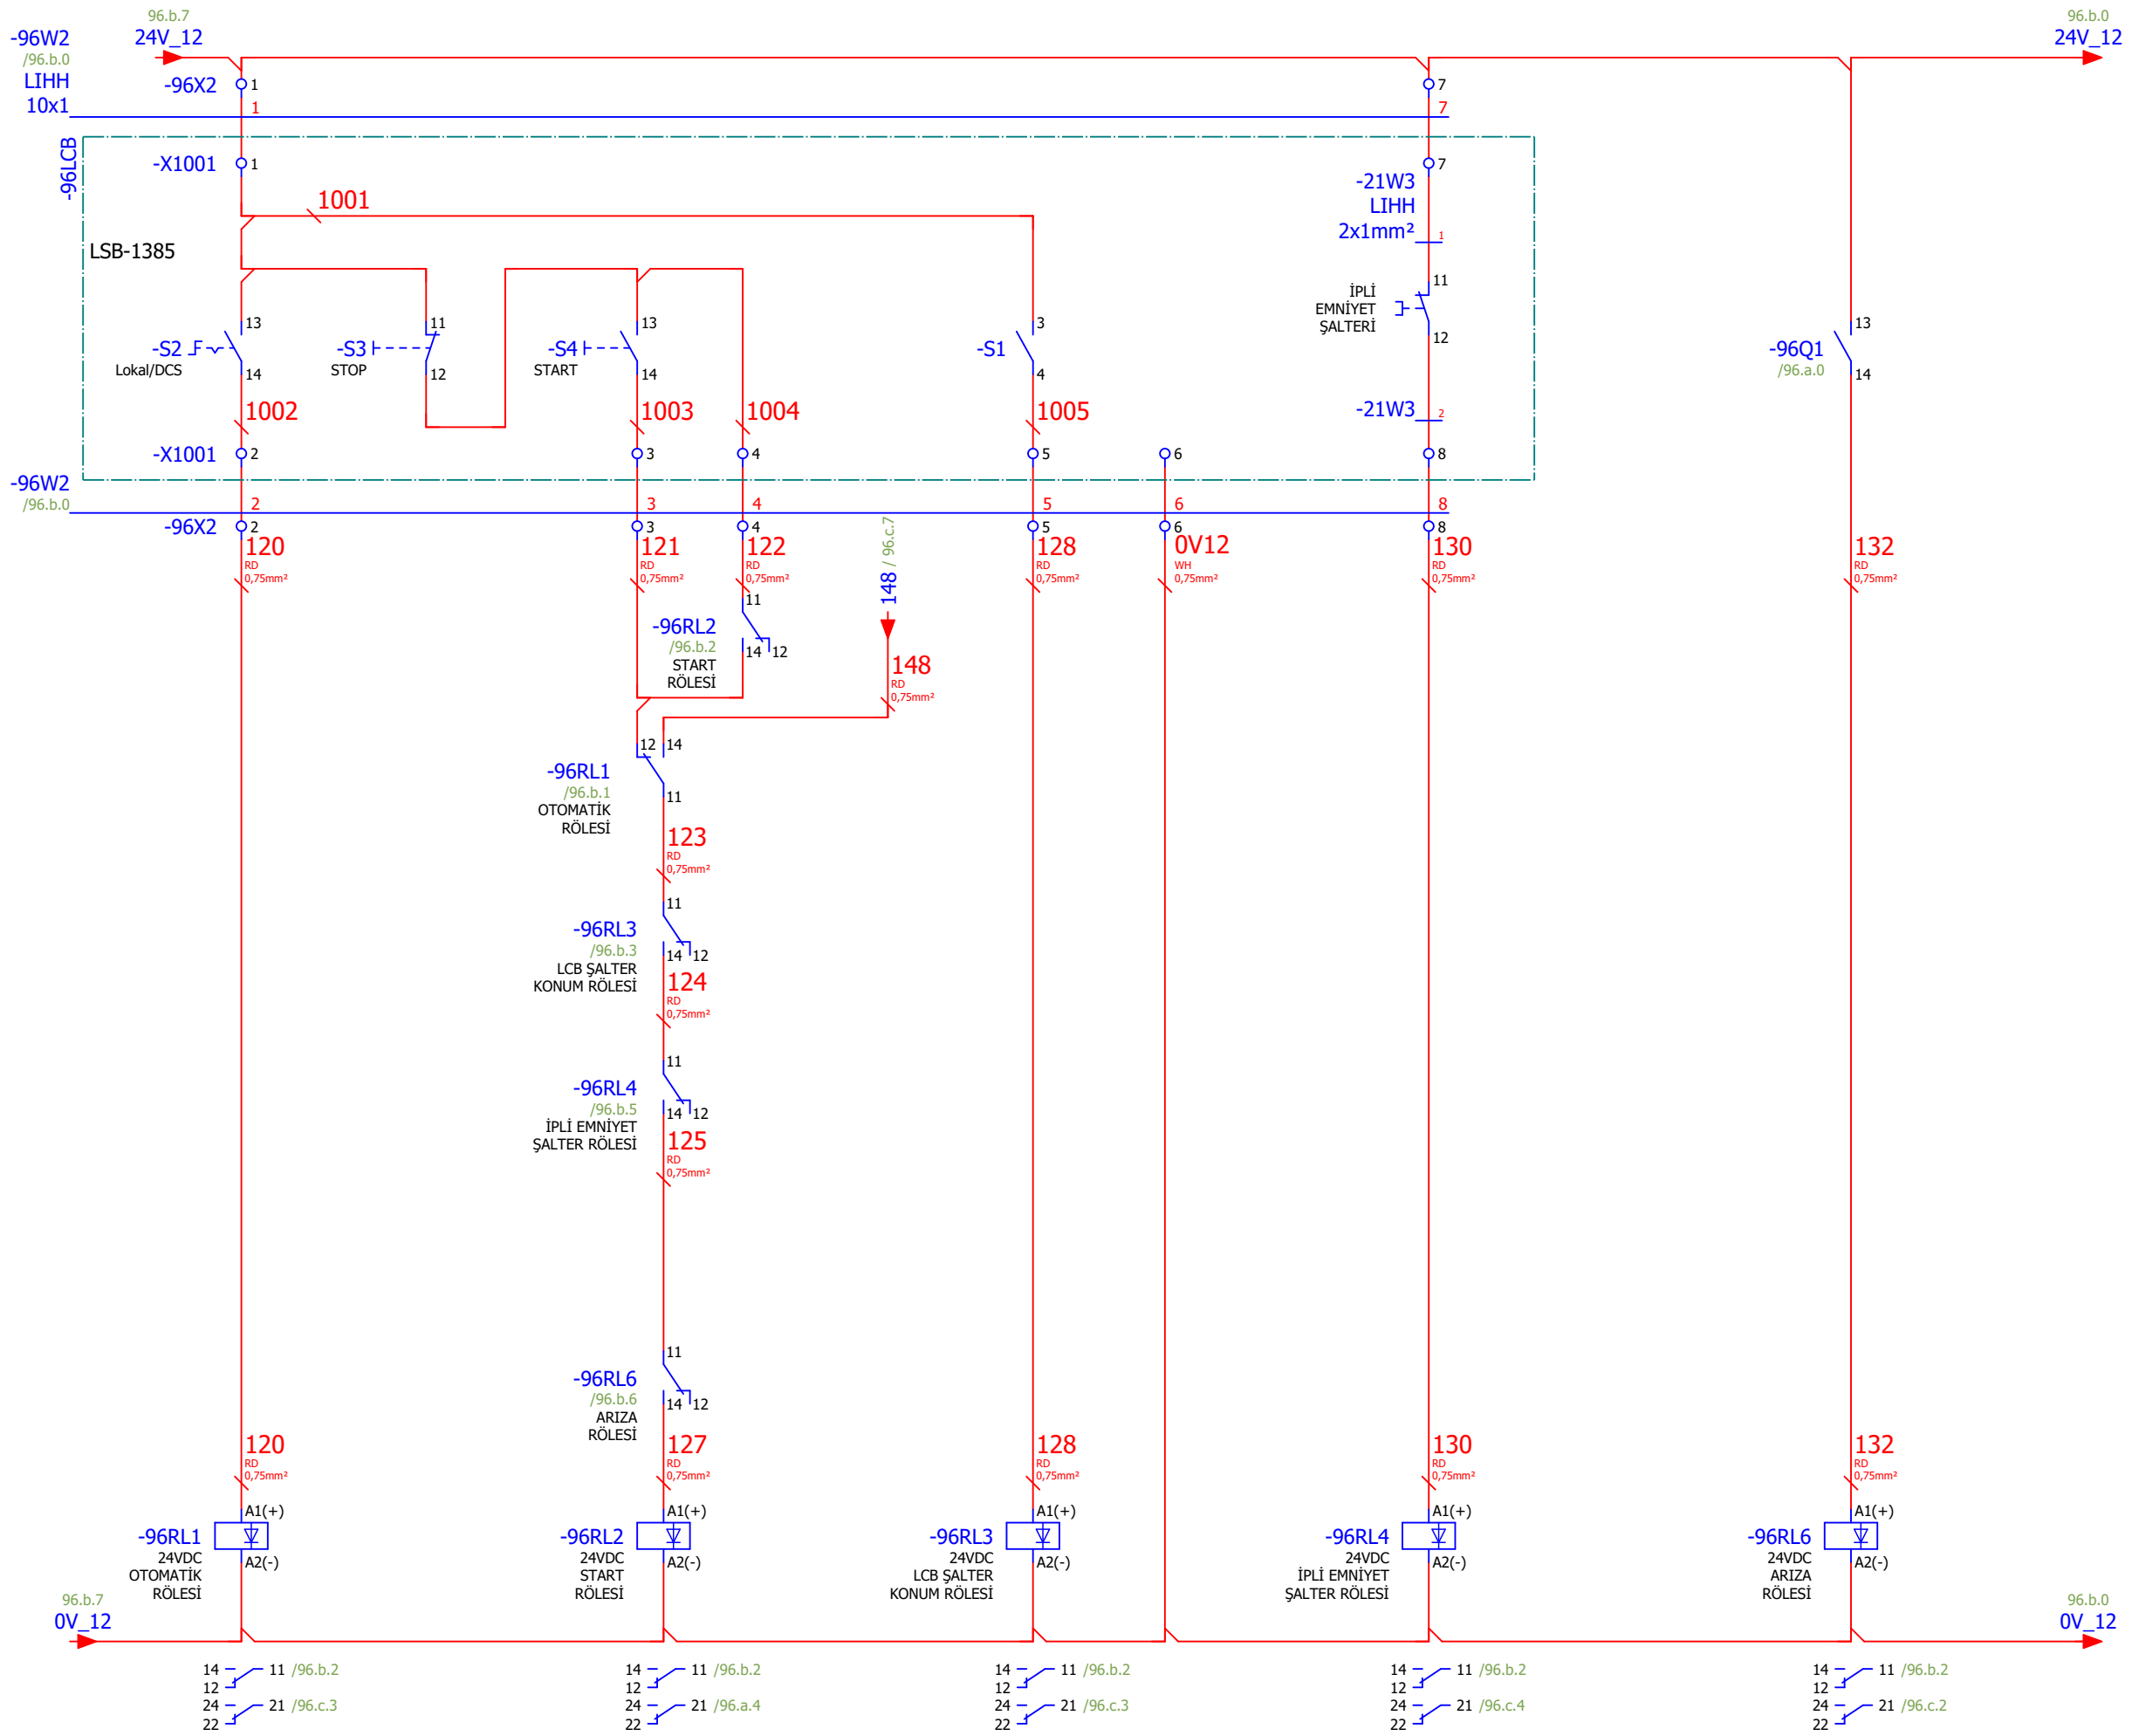 96.b.7
24V_12
96.b.0
24V_12
-96W2
/96.b.0
LIHH
10x1
-96X2
1
7
1
7
-96LCB
-X1001
1
7
1001
-21W3
LIHH
2x1mm²
1
LSB-1385
-S2
Lokal/DCS
13
14
-S3
STOP
11
12
-S4
START
13
14
-S1
3
4
İPLİ
EMNİYET
ŞALTERİ
11
12
-96Q1
/96.a.0
13
14
1002
1003
1004
1005
-21W3
2
-X1001
2
3
4
5
6
8
-96W2
/96.b.0
2
3
4
5
6
8
-96X2
2
3
4
5
6
8
148 / 96.c.7
120
RD
0,75mm²
121
RD
0,75mm²
122
RD
0,75mm²
128
RD
0,75mm²
0V12
WH
0,75mm²
130
RD
0,75mm²
132
RD
0,75mm²
-96RL2
/96.b.2
START
RÖLESİ
11
14 12
148
RD
0,75mm²
12 14
-96RL1
/96.b.1
OTOMATİK
RÖLESİ
11
123
RD
0,75mm²
11
-96RL3
/96.b.3
LCB ŞALTER
KONUM RÖLESİ
14 12
124
RD
0,75mm²
11
-96RL4
/96.b.5
İPLİ EMNİYET
ŞALTER RÖLESİ
14 12
125
RD
0,75mm²
11
-96RL6
/96.b.6
ARIZA
RÖLESİ
14 12
120
RD
0,75mm²
127
RD
0,75mm²
128
RD
0,75mm²
130
RD
0,75mm²
132
RD
0,75mm²
A1(+)
-96RL1
24VDC
OTOMATİK
RÖLESİ
A2(-)
A1(+)
-96RL2
24VDC
START
RÖLESİ
A2(-)
A1(+)
-96RL3
24VDC
LCB ŞALTER
KONUM RÖLESİ
A2(-)
A1(+)
-96RL4
24VDC
İPLİ EMNİYET
ŞALTER RÖLESİ
A2(-)
A1(+)
-96RL6
24VDC
ARIZA
RÖLESİ
A2(-)
96.b.7
0V_12
96.b.0
0V_12
14 11 /96.b.2
12
24 21 /96.c.3
22
14 11 /96.b.2
12
24 21 /96.a.4
22
14 11 /96.b.2
12
24 21 /96.c.3
22
14 11 /96.b.2
12
24 21 /96.c.4
22
14 11 /96.b.2
12
24 21 /96.c.2
22